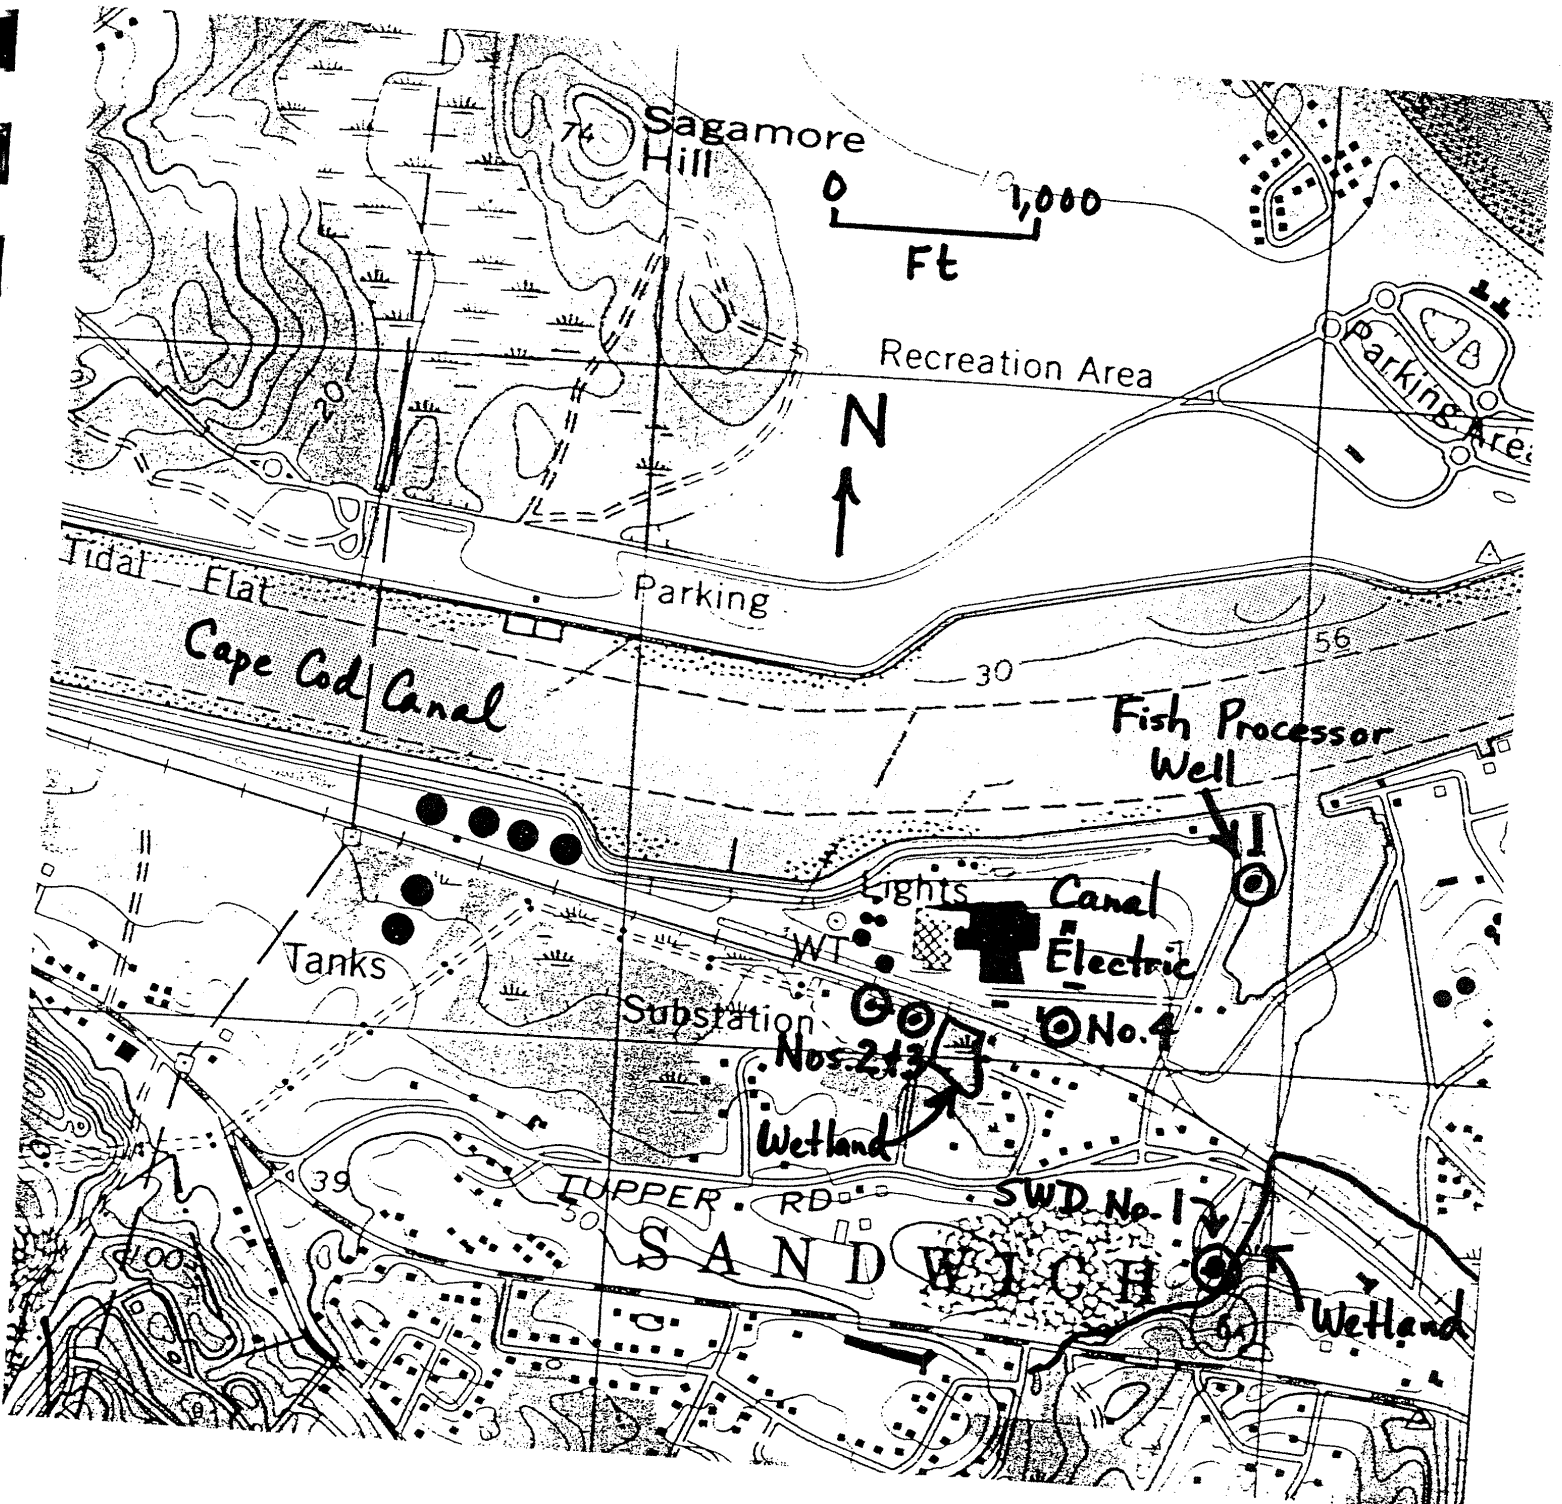 74
Sagamore
Hill
10
0 1,000
Ft
Recreation Area
Parking Area
20
N
Tidal Flat
Parking
56
30
Cape Cod Canal
Fish Processor
Well
Lights
Canal
Electric
WT
Tanks
Substation
No. 4
Nos. 2+3
Wetland
39
TUPPER RD
50
SWD No. 1
SANDWICH
100
Wetland